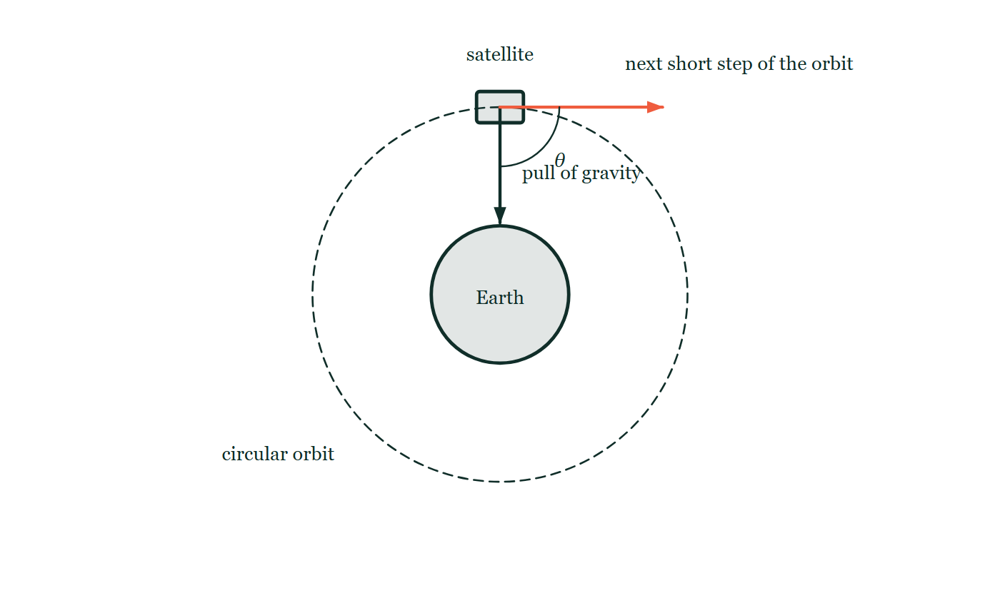 satellite
next short step of the orbit
θ
pull of gravity
Earth
circular orbit